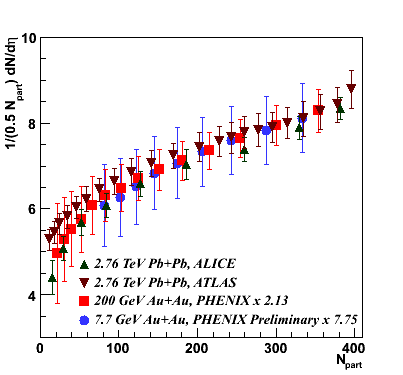 1/(0.5 Npart) dN/dη
10
8
6
4
2.76 TeV Pb+Pb, ALICE
2.76 TeV Pb+Pb, ATLAS
200 GeV Au+Au, PHENIX x 2.13
7.7 GeV Au+Au, PHENIX Preliminary x 7.75
0 100 200 300 400
Npart